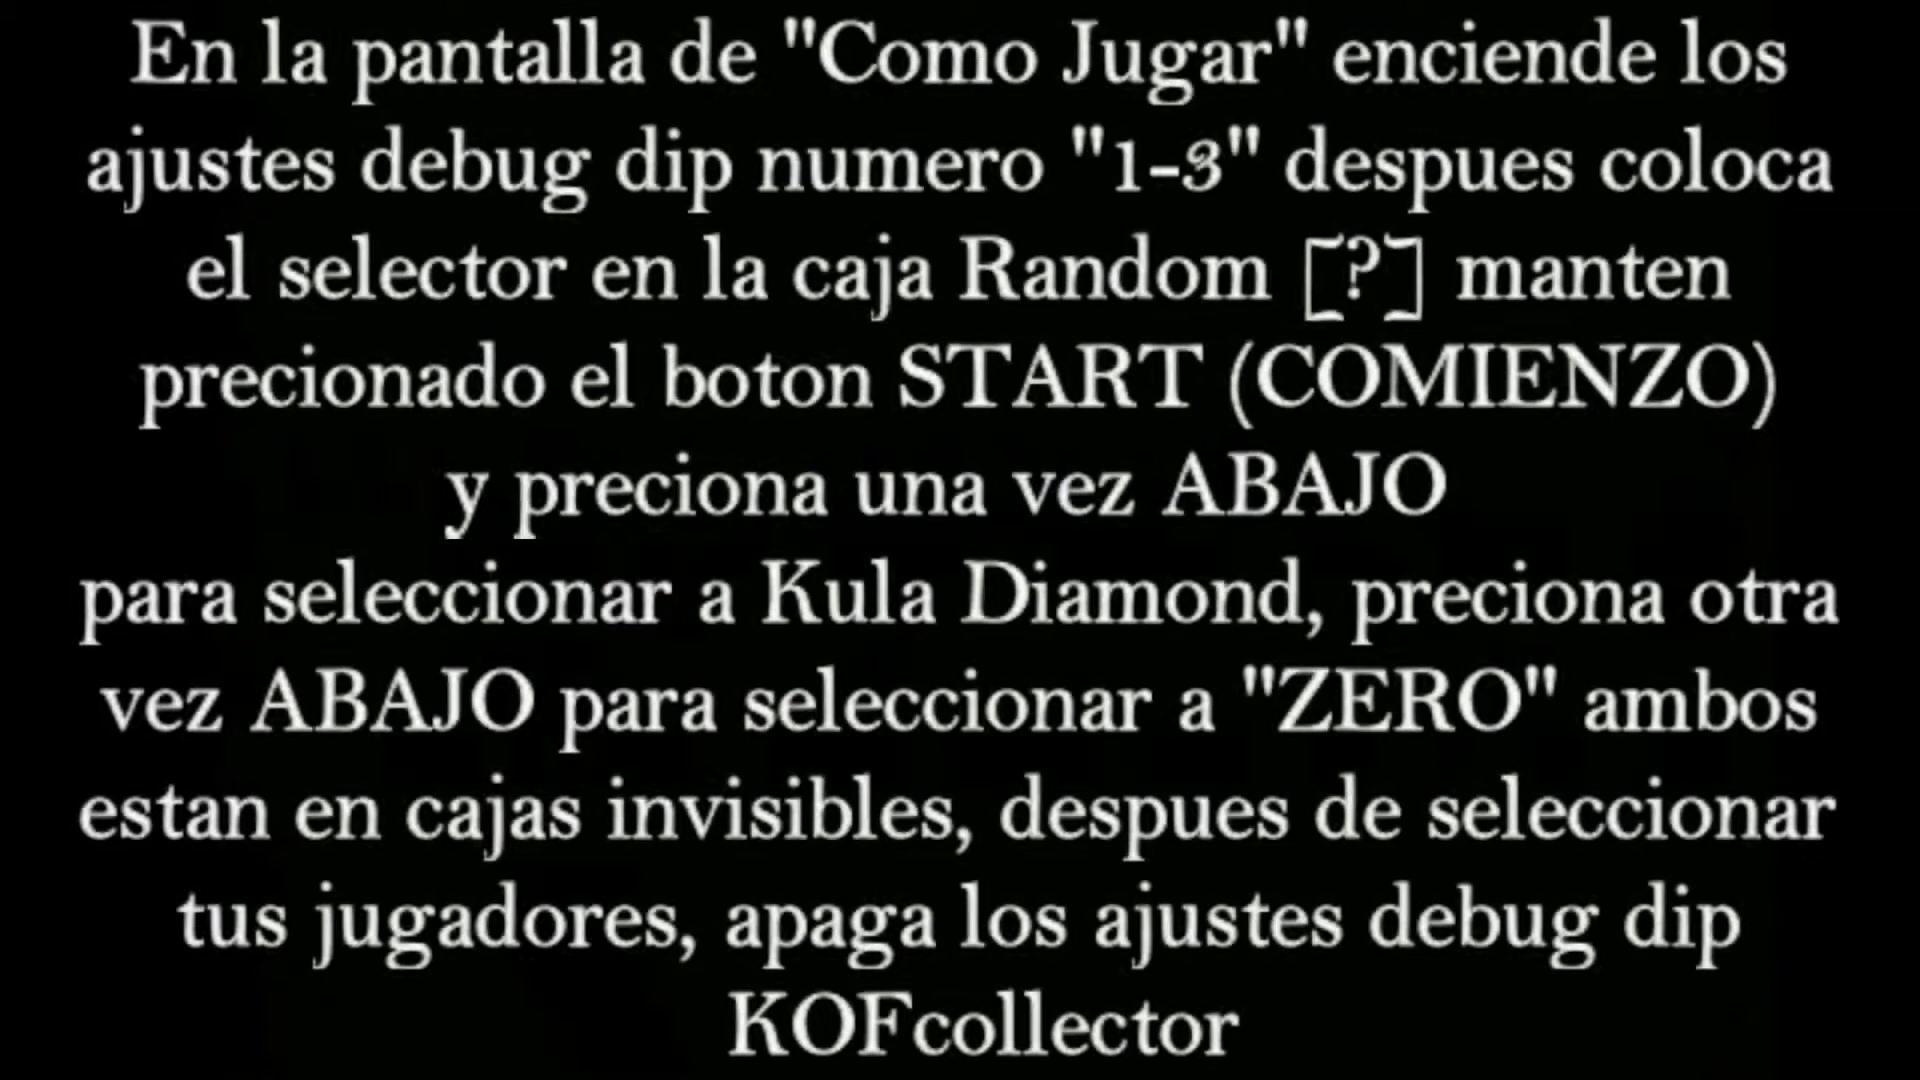 En la pantalla de "Como Jugar" enciende los
ajustes debug dip numero "1-3" despues coloca
el selector en la caja Random [?] manten
precionado el boton START (COMIENZO)
y preciona una vez ABAJO
para seleccionar a Kula Diamond, preciona otra
vez ABAJO para seleccionar a "ZERO" ambos
estan en cajas invisibles, despues de seleccionar
tus jugadores, apaga los ajustes debug dip
KOFcollector